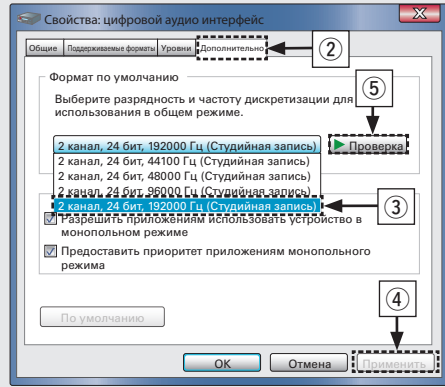 Свойства: цифровой аудио интерфейс
Общие Поддерживаемые форматы Уровни Дополнительно
2
Формат по умолчанию
5
Выберите разрядность и частоту дискретизации для
использования в общем режиме.
2 канал, 24 бит, 192000 Гц (Студийная запись) Проверка
2 канал, 24 бит, 44100 Гц (Студийная запись)
2 канал, 24 бит, 48000 Гц (Студийная запись)
2 канал, 24 бит, 96000 Гц (Студийная запись)
2 канал, 24 бит, 192000 Гц (Студийная запись)
3
Разрешить приложениям использовать устройство в
монопольном режиме
Предоставить приоритет приложениям монопольного
режима
4
По умолчанию
OK Отмена Применить